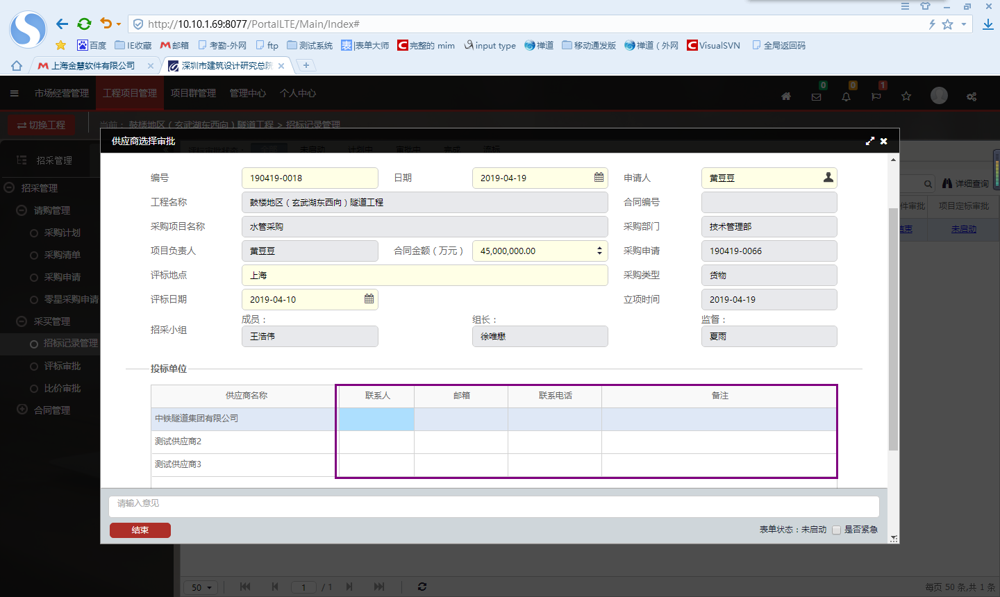 http://10.10.1.69:8077/PortalLTE/Main/Index#
百度 IE收藏 邮箱 考勤-外网 ftp 测试系统 表 |表单大师 完整的 mim input type 禅道 移动通发版 禅道（外网 VisualSVN 全局返回码
上海金慧软件有限公司 深圳市建筑设计研究总院
市场经营管理 工程项目管理 项目群管理 管理中心 个人中心 0 0 1
切换工程 当前： 鼓楼地区（玄武湖东西向）隧道工程 > 招标记录管理
供应商选择审批
招采管理
招采管理
请购管理
采购计划
采购清单
采购申请
零星采购申请
采买管理
招标记录管理
评标审批
比价审批
合同管理
详细查询
件审批 项目定标审批
结束 未启动
编号 190419-0018 日期 2019-04-19 申请人 黄豆豆
工程名称 鼓楼地区（玄武湖东西向）隧道工程 合同编号
采购项目名称 水管采购 采购部门 技术管理部
项目负责人 黄豆豆 合同金额（万元） 45,000,000.00 采购申请 190419-0066
评标地点 上海 采购类型 货物
评标日期 2019-04-10 立项时间 2019-04-19
招采小组 成员： 组长： 监督：
王浩伟 徐唯懋 夏雨
投标单位
供应商名称 联系人 邮箱 联系电话 备注
中铁隧道集团有限公司
测试供应商2
测试供应商3
请输入意见
结束 表单状态：未启动 是否紧急
50 1 / 1 每页 50 条,共 1 条